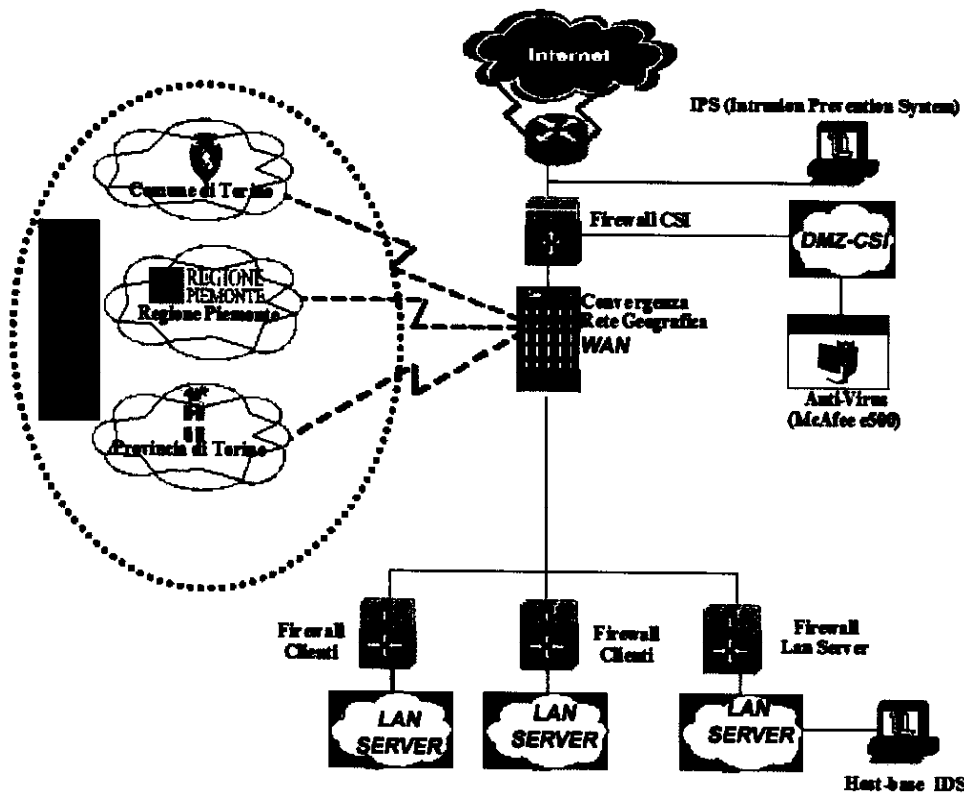 Internet
IPS (Intrusion Prevention System)
Comune di Torino
Firewall CSI
DMZ-CSI
REGIONE
PIEMONTE
Regione Piemonte
Convergenza
Rete Geografica
WAN
Anti-Virus
(McAfee e500)
Provincia di Torino
Firewall
Clienti
Firewall
Clienti
Firewall
Lan Server
LAN
SERVER
LAN
SERVER
LAN
SERVER
Host-base IDS